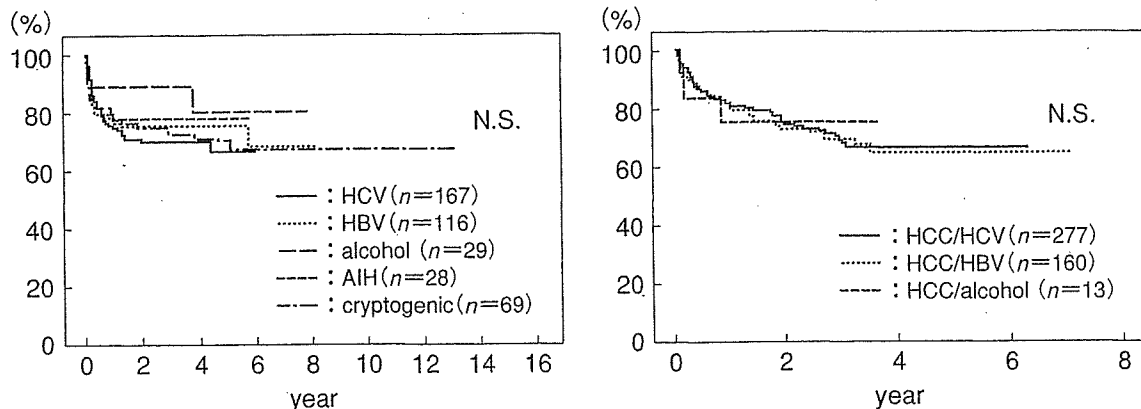 (%)
100
80
60
40
20
0
N.S.
: HCV(n=167)
: HBV(n=116)
: alcohol (n=29)
: AIH(n=28)
: cryptogenic(n=69)
0 2 4 6 8 10 12 14 16
year
(%)
100
80
60
40
20
0
N.S.
: HCC/HCV(n=277)
: HCC/HBV(n=160)
: HCC/alcohol (n=13)
0 2 4 6 8
year